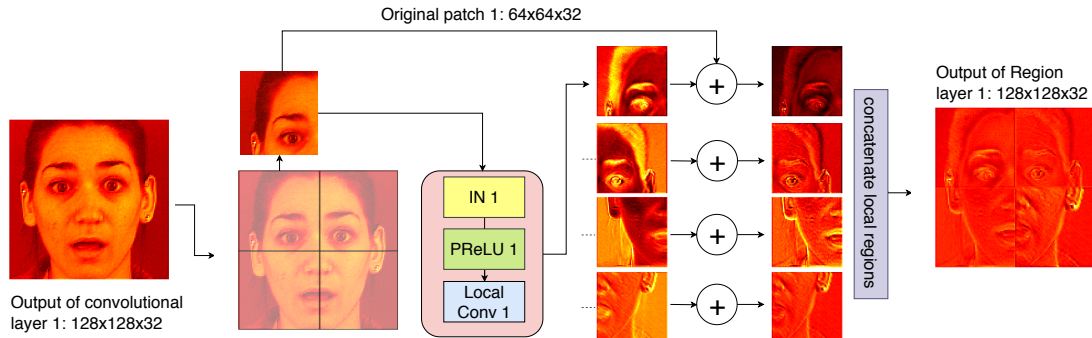 Original patch 1: 64x64x32
Output of convolutional
layer 1: 128x128x32
IN 1
PReLU 1
Local
Conv 1
+
+
+
+
concatenate local regions
Output of Region
layer 1: 128x128x32